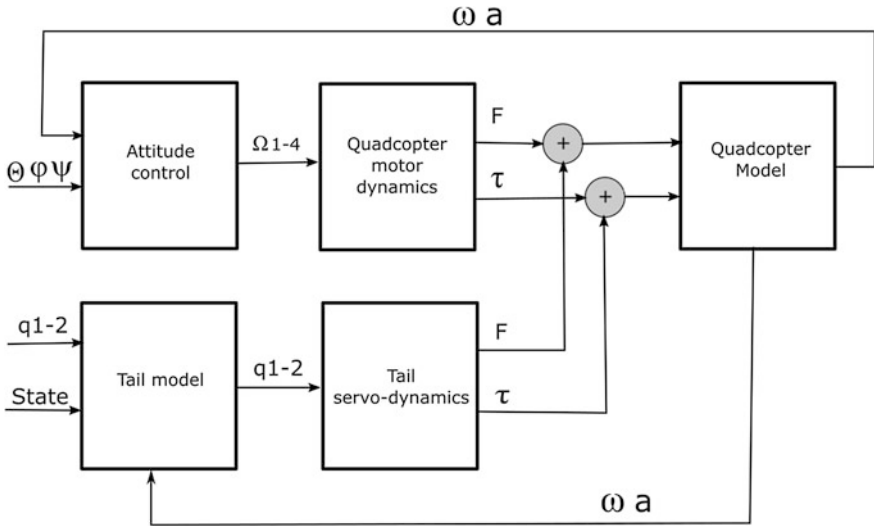 ω a
Θ φ ψ
Attitude
control
Ω 1-4
Quadcopter
motor
dynamics
F
τ
+
+
Quadcopter
Model
q1-2
State
Tail model
q1-2
Tail
servo-dynamics
F
τ
ω a